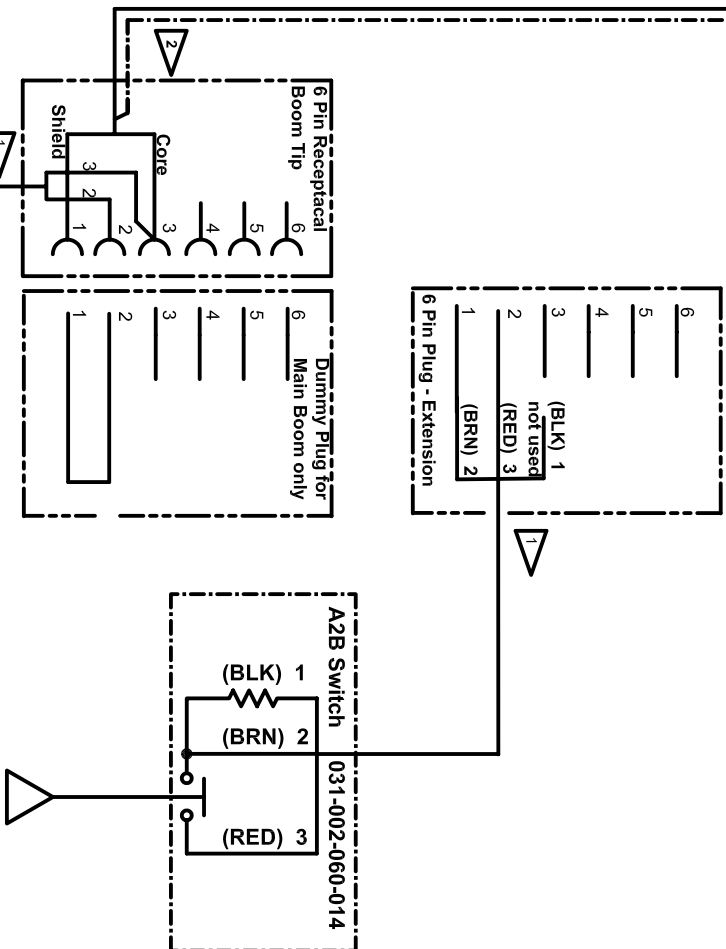 2
6 Pin Receptacal
Boom Tip
Shield
Core
3
2
1
2
3
4
5
6
1
1
2
3
4
5
6
Dummy Plug for
Main Boom only
6 Pin Plug - Extension
1
2
3
4
5
6
(BLK) 1
not used
(RED) 3
(BRN) 2
1
A2B Switch 031-002-060-014
(BLK) 1
(BRN) 2
(RED) 3